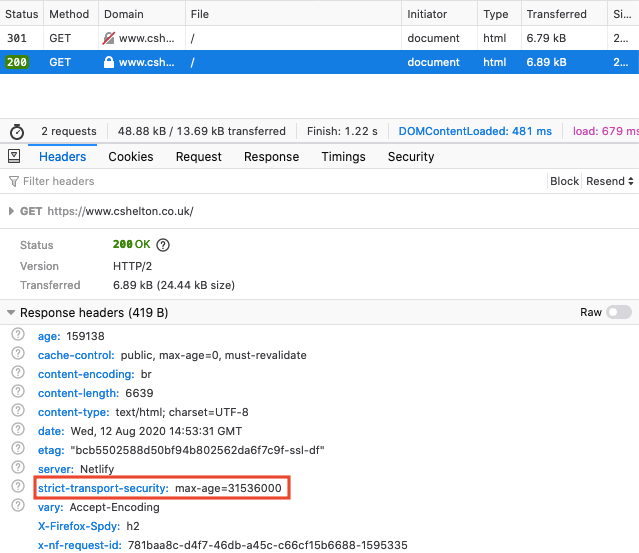 Status Method Domain File Initiator Type Transferred Si...
301 GET www.csh... / document html 6.79 kB 2...
200 GET www.csh... / document html 6.89 kB 2...
2 requests 48.88 kB / 13.69 kB transferred Finish: 1.22 s DOMContentLoaded: 481 ms load: 679 ms
Headers Cookies Request Response Timings Security
Filter headers Block Resend
GET https://www.cshelton.co.uk/
Status 200 OK ?
Version HTTP/2
Transferred 6.89 kB (24.44 kB size)
Response headers (419 B) Raw
? age: 159138
? cache-control: public, max-age=0, must-revalidate
? content-encoding: br
? content-length: 6639
? content-type: text/html; charset=UTF-8
? date: Wed, 12 Aug 2020 14:53:31 GMT
? etag: "bcb5502588d50bf94b802562da6f7c9f-ssl-df"
? server: Netlify
? strict-transport-security: max-age=31536000
? vary: Accept-Encoding
X-Firefox-Spdy: h2
x-nf-request-id: 781baa8c-d4f7-46db-a45c-c66cf15b6688-1595335